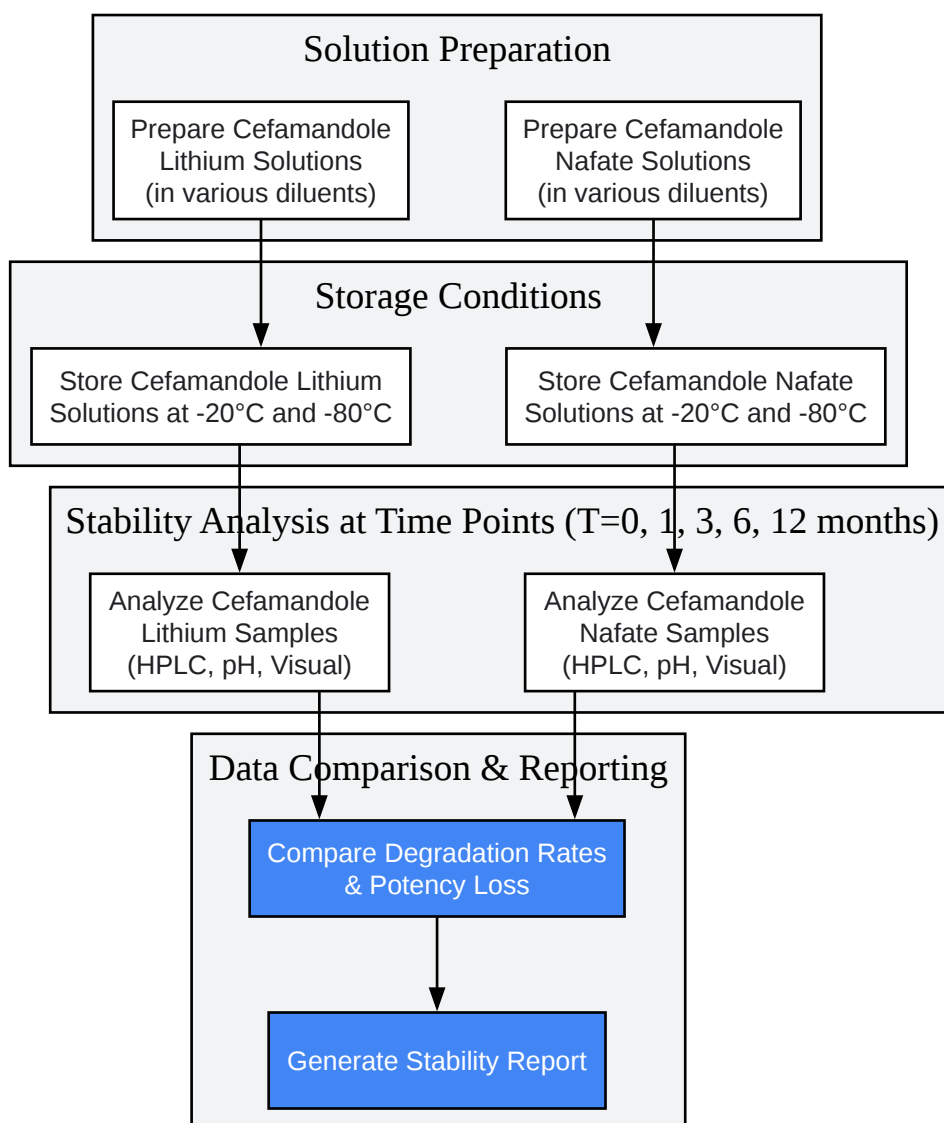 Solution Preparation
Prepare Cefamandole
Lithium Solutions
(in various diluents)
Prepare Cefamandole
Nafate Solutions
(in various diluents)
Storage Conditions
Store Cefamandole Lithium
Solutions at -20°C and -80°C
Store Cefamandole Nafate
Solutions at -20°C and -80°C
Stability Analysis at Time Points (T=0, 1, 3, 6, 12 months)
Analyze Cefamandole
Lithium Samples
(HPLC, pH, Visual)
Analyze Cefamandole
Nafate Samples
(HPLC, pH, Visual)
Data Comparison & Reporting
Compare Degradation Rates
& Potency Loss
Generate Stability Report